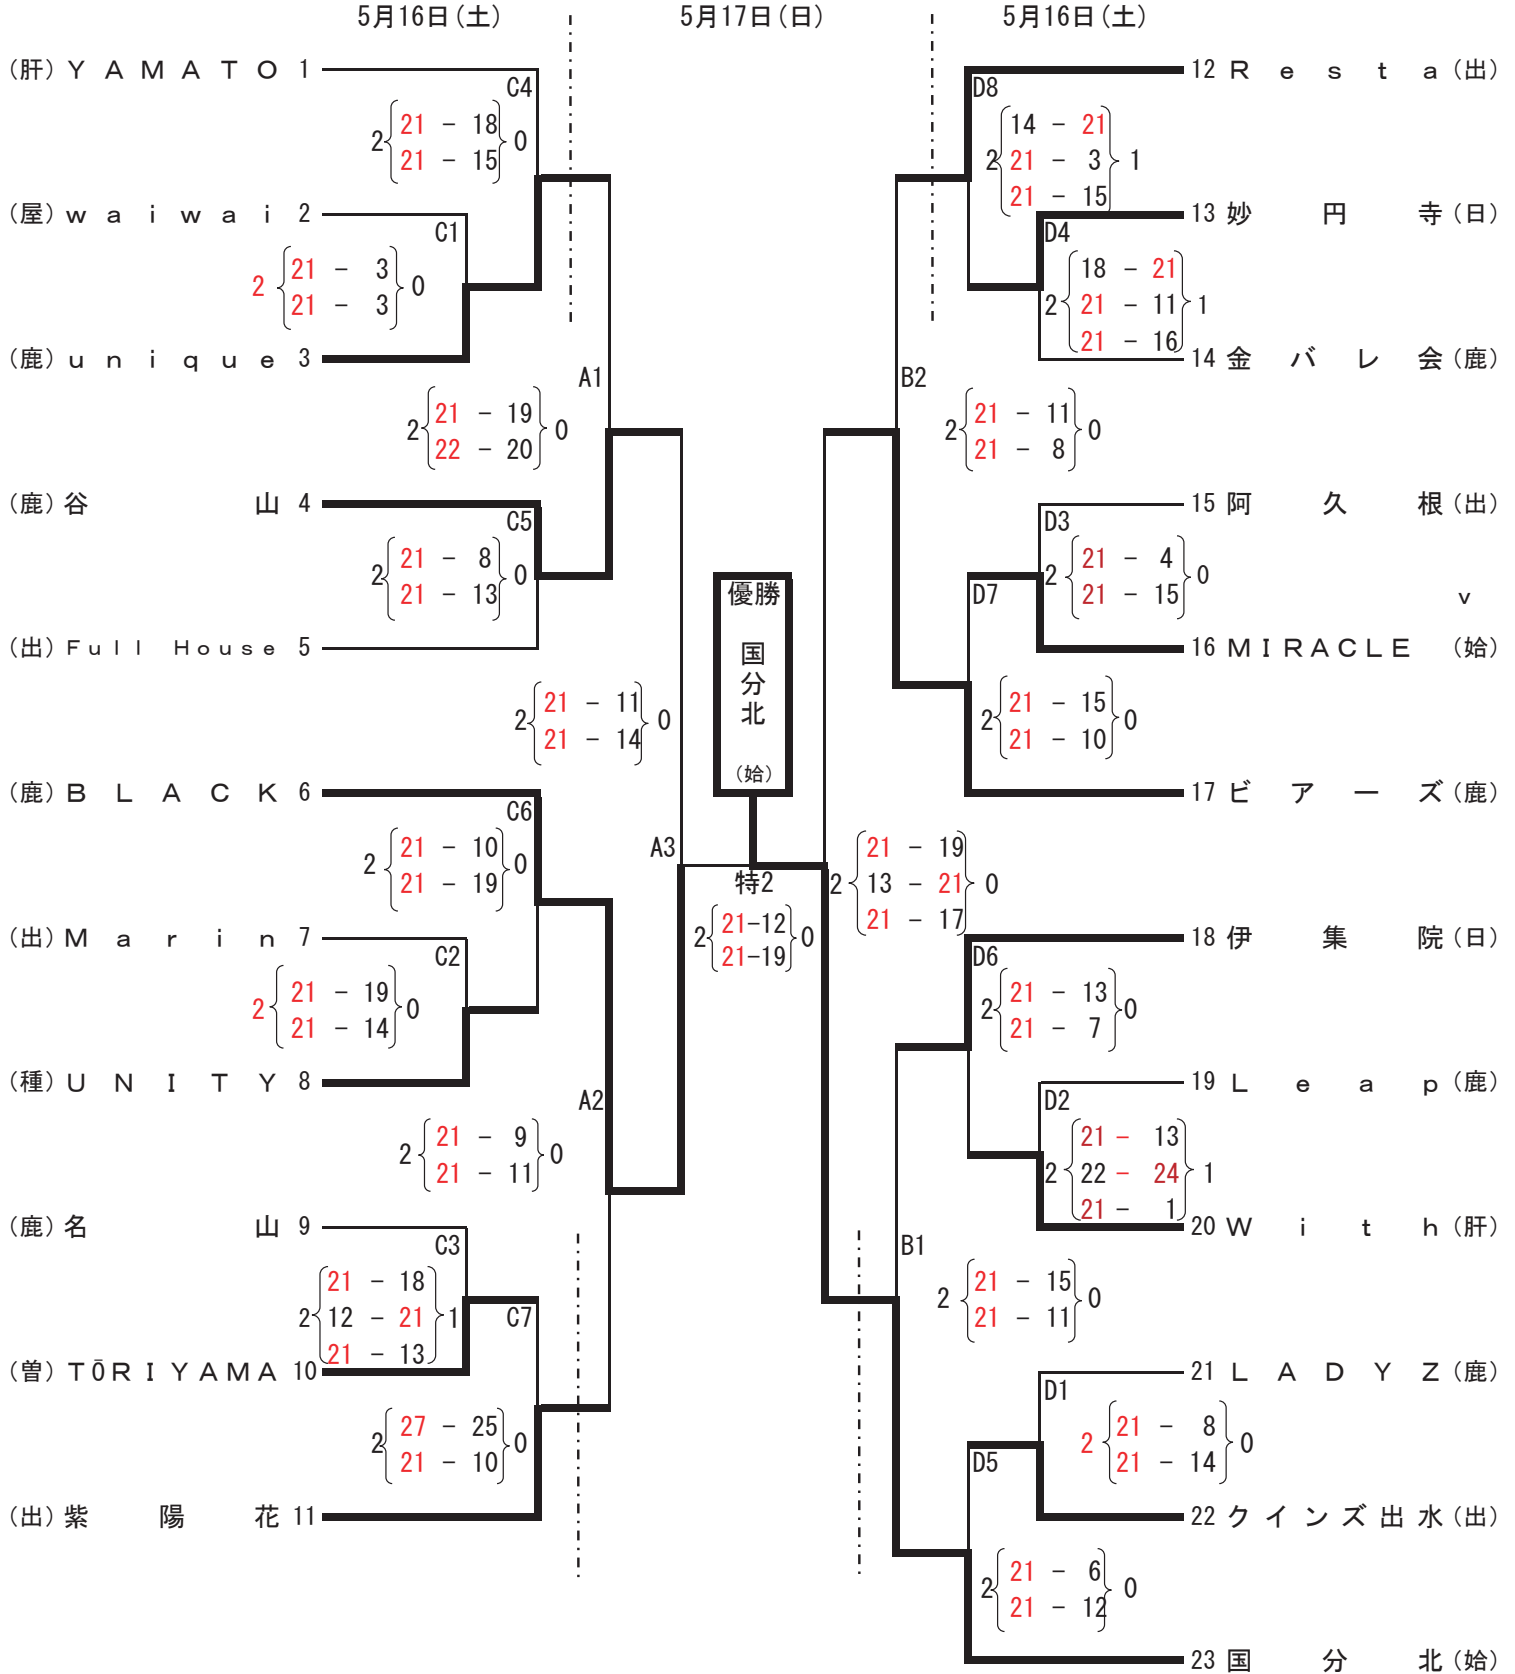 5月16日(土) 5月17日(日) 5月16日(土)
(肝) YAMATO 1
C4
2 21 - 18 0
21 - 15
(屋) waiwai 2
C1
2 21 - 3 0
21 - 3
(鹿) unique 3
A1
2 21 - 19 0
22 - 20
(鹿) 谷山 4
C5
2 21 - 8 0
21 - 13
(出) Full House 5
2 21 - 11 0
21 - 14
(鹿) BLACK 6
C6
2 21 - 10 0
21 - 19
A3
(出) Marin 7
C2
2 21 - 19 0
21 - 14
(種) UNITY 8
A2
2 21 - 9 0
21 - 11
(鹿) 名山 9
C3
21 - 18
2 12 - 21 1
21 - 13
C7
(曽) TŌRIYAMA 10
2 27 - 25 0
21 - 10
(出) 紫陽花 11
優勝
国分北
(姶)
特2
2 21-12 0
21-19
12 Resta (出)
D8
14 - 21
2 21 - 3 1
21 - 15
13 妙円寺 (日)
D4
18 - 21
2 21 - 11 1
21 - 16
14 金バレ会 (鹿)
B2
2 21 - 11 0
21 - 8
15 阿久根 (出)
D3
2 21 - 4 0
21 - 15
D7
v
16 MIRACLE (姶)
2 21 - 15 0
21 - 10
17 ビアーズ (鹿)
21 - 19
2 13 - 21 0
21 - 17
18 伊集院 (日)
D6
2 21 - 13 0
21 - 7
19 Leap (鹿)
D2
21 - 13
2 22 - 24 1
21 - 1
20 With (肝)
B1
2 21 - 15 0
21 - 11
21 LADYZ (鹿)
D1
2 21 - 8 0
21 - 14
D5
22 クインズ出水 (出)
2 21 - 6 0
21 - 12
23 国分北 (姶)